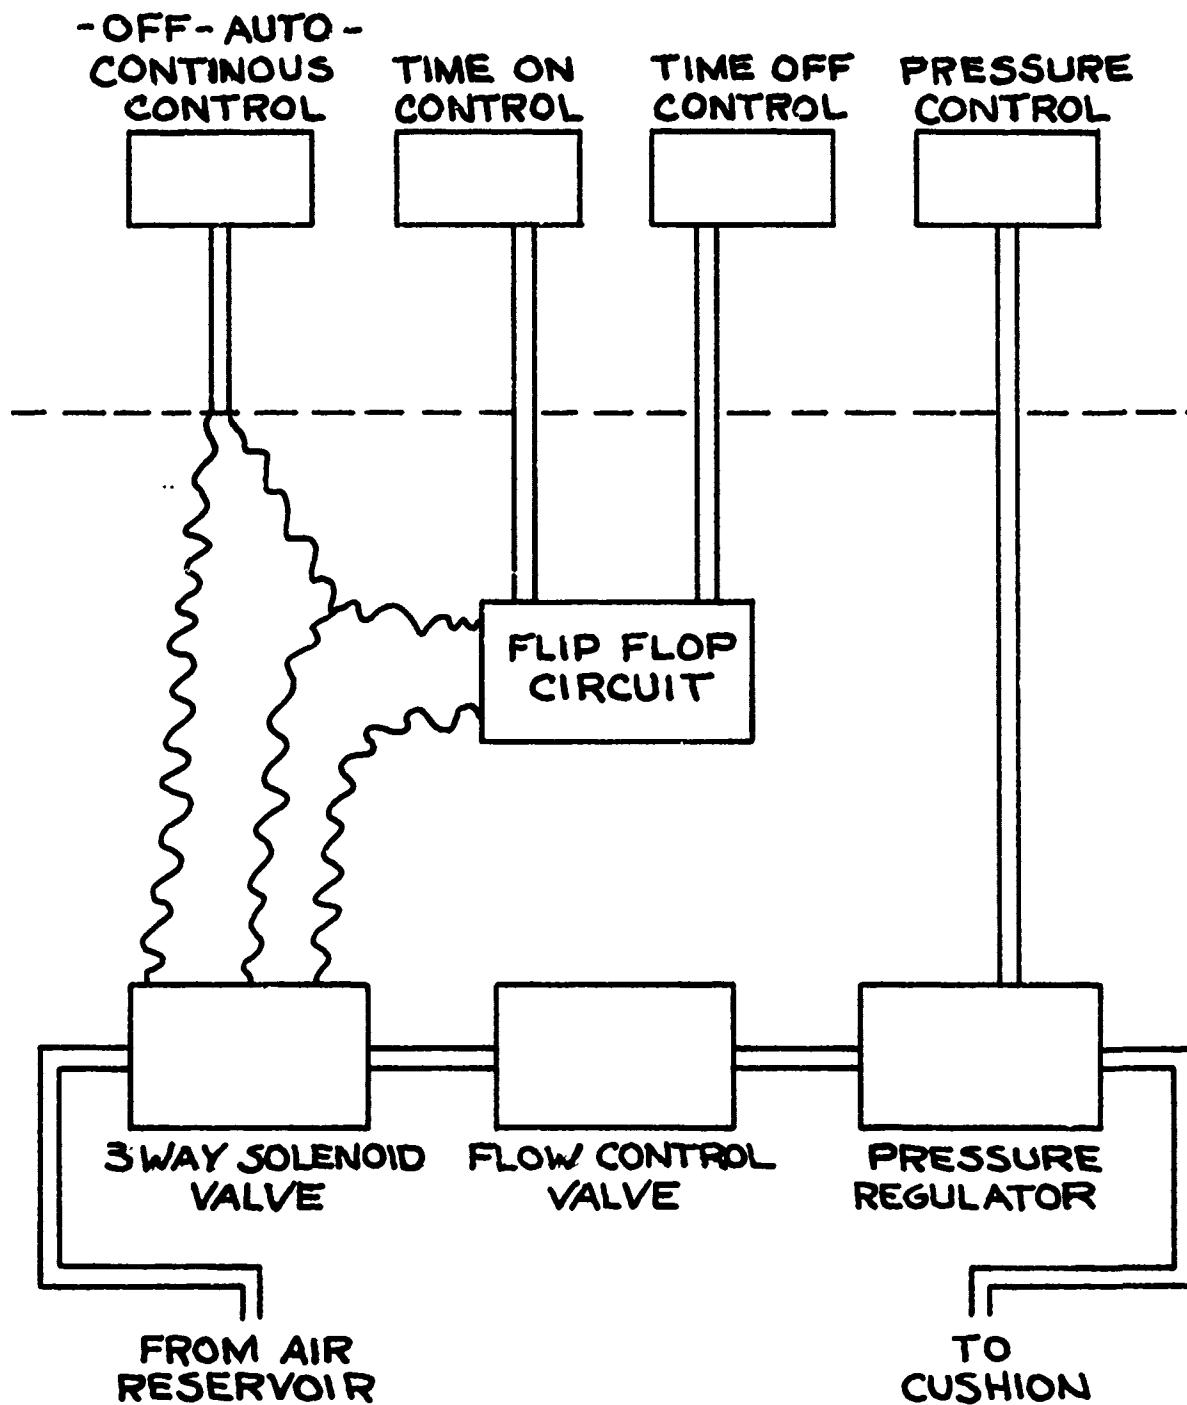 -OFF-AUTO-
CONTINOUS
CONTROL
TIME ON
CONTROL
TIME OFF
CONTROL
PRESSURE
CONTROL
FLIP FLOP
CIRCUIT
3 WAY SOLENOID
VALVE
FLOW CONTROL
VALVE
PRESSURE
REGULATOR
FROM AIR
RESERVOIR
TO
CUSHION